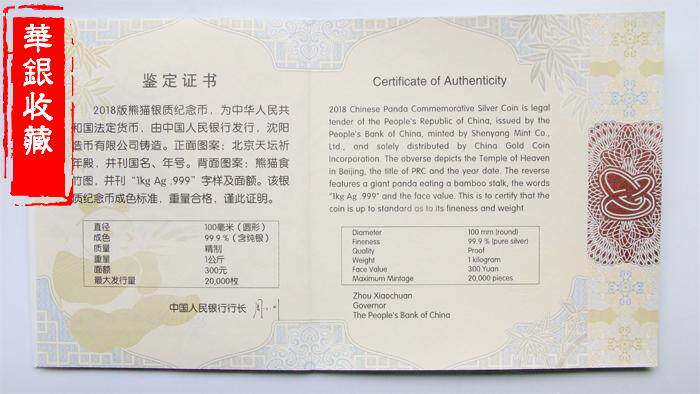 華銀收藏
鉴定证书
2018版熊猫银质纪念币，为中华人民共
和国法定货币，由中国人民银行发行，沈阳
造币有限公司铸造。正面图案：北京天坛祈
年殿，并刊国名、年号。背面图案：熊猫食
竹图，并刊“1kg Ag .999”字样及面额。该银
质纪念币成色标准，重量合格，谨此证明。
直径 100毫米（圆形）
成色 99.9％（含纯银）
质量 精制
重量 1公斤
面额 300元
最大发行量 20,000枚
中国人民银行行长
Certificate of Authenticity
2018 Chinese Panda Commemorative Silver Coin is legal
tender of the People's Republic of China, issued by the
People's Bank of China, minted by Shenyang Mint Co.,
Ltd., and solely distributed by China Gold Coin
Incorporation. The obverse depicts the Temple of Heaven
in Beijing, the title of PRC and the year date. The reverse
features a giant panda eating a bamboo stalk, the words
"1kg Ag .999" and the face value. This is to certify that the
coin is up to standard as to its fineness and weight.
Diameter 100 mm (round)
Fineness 99.9 % (pure silver)
Quality Proof
Weight 1 kilogram
Face Value 300 Yuan
Maximum Mintage 20,000 pieces
Zhou Xiaochuan
Governor
The People's Bank of China